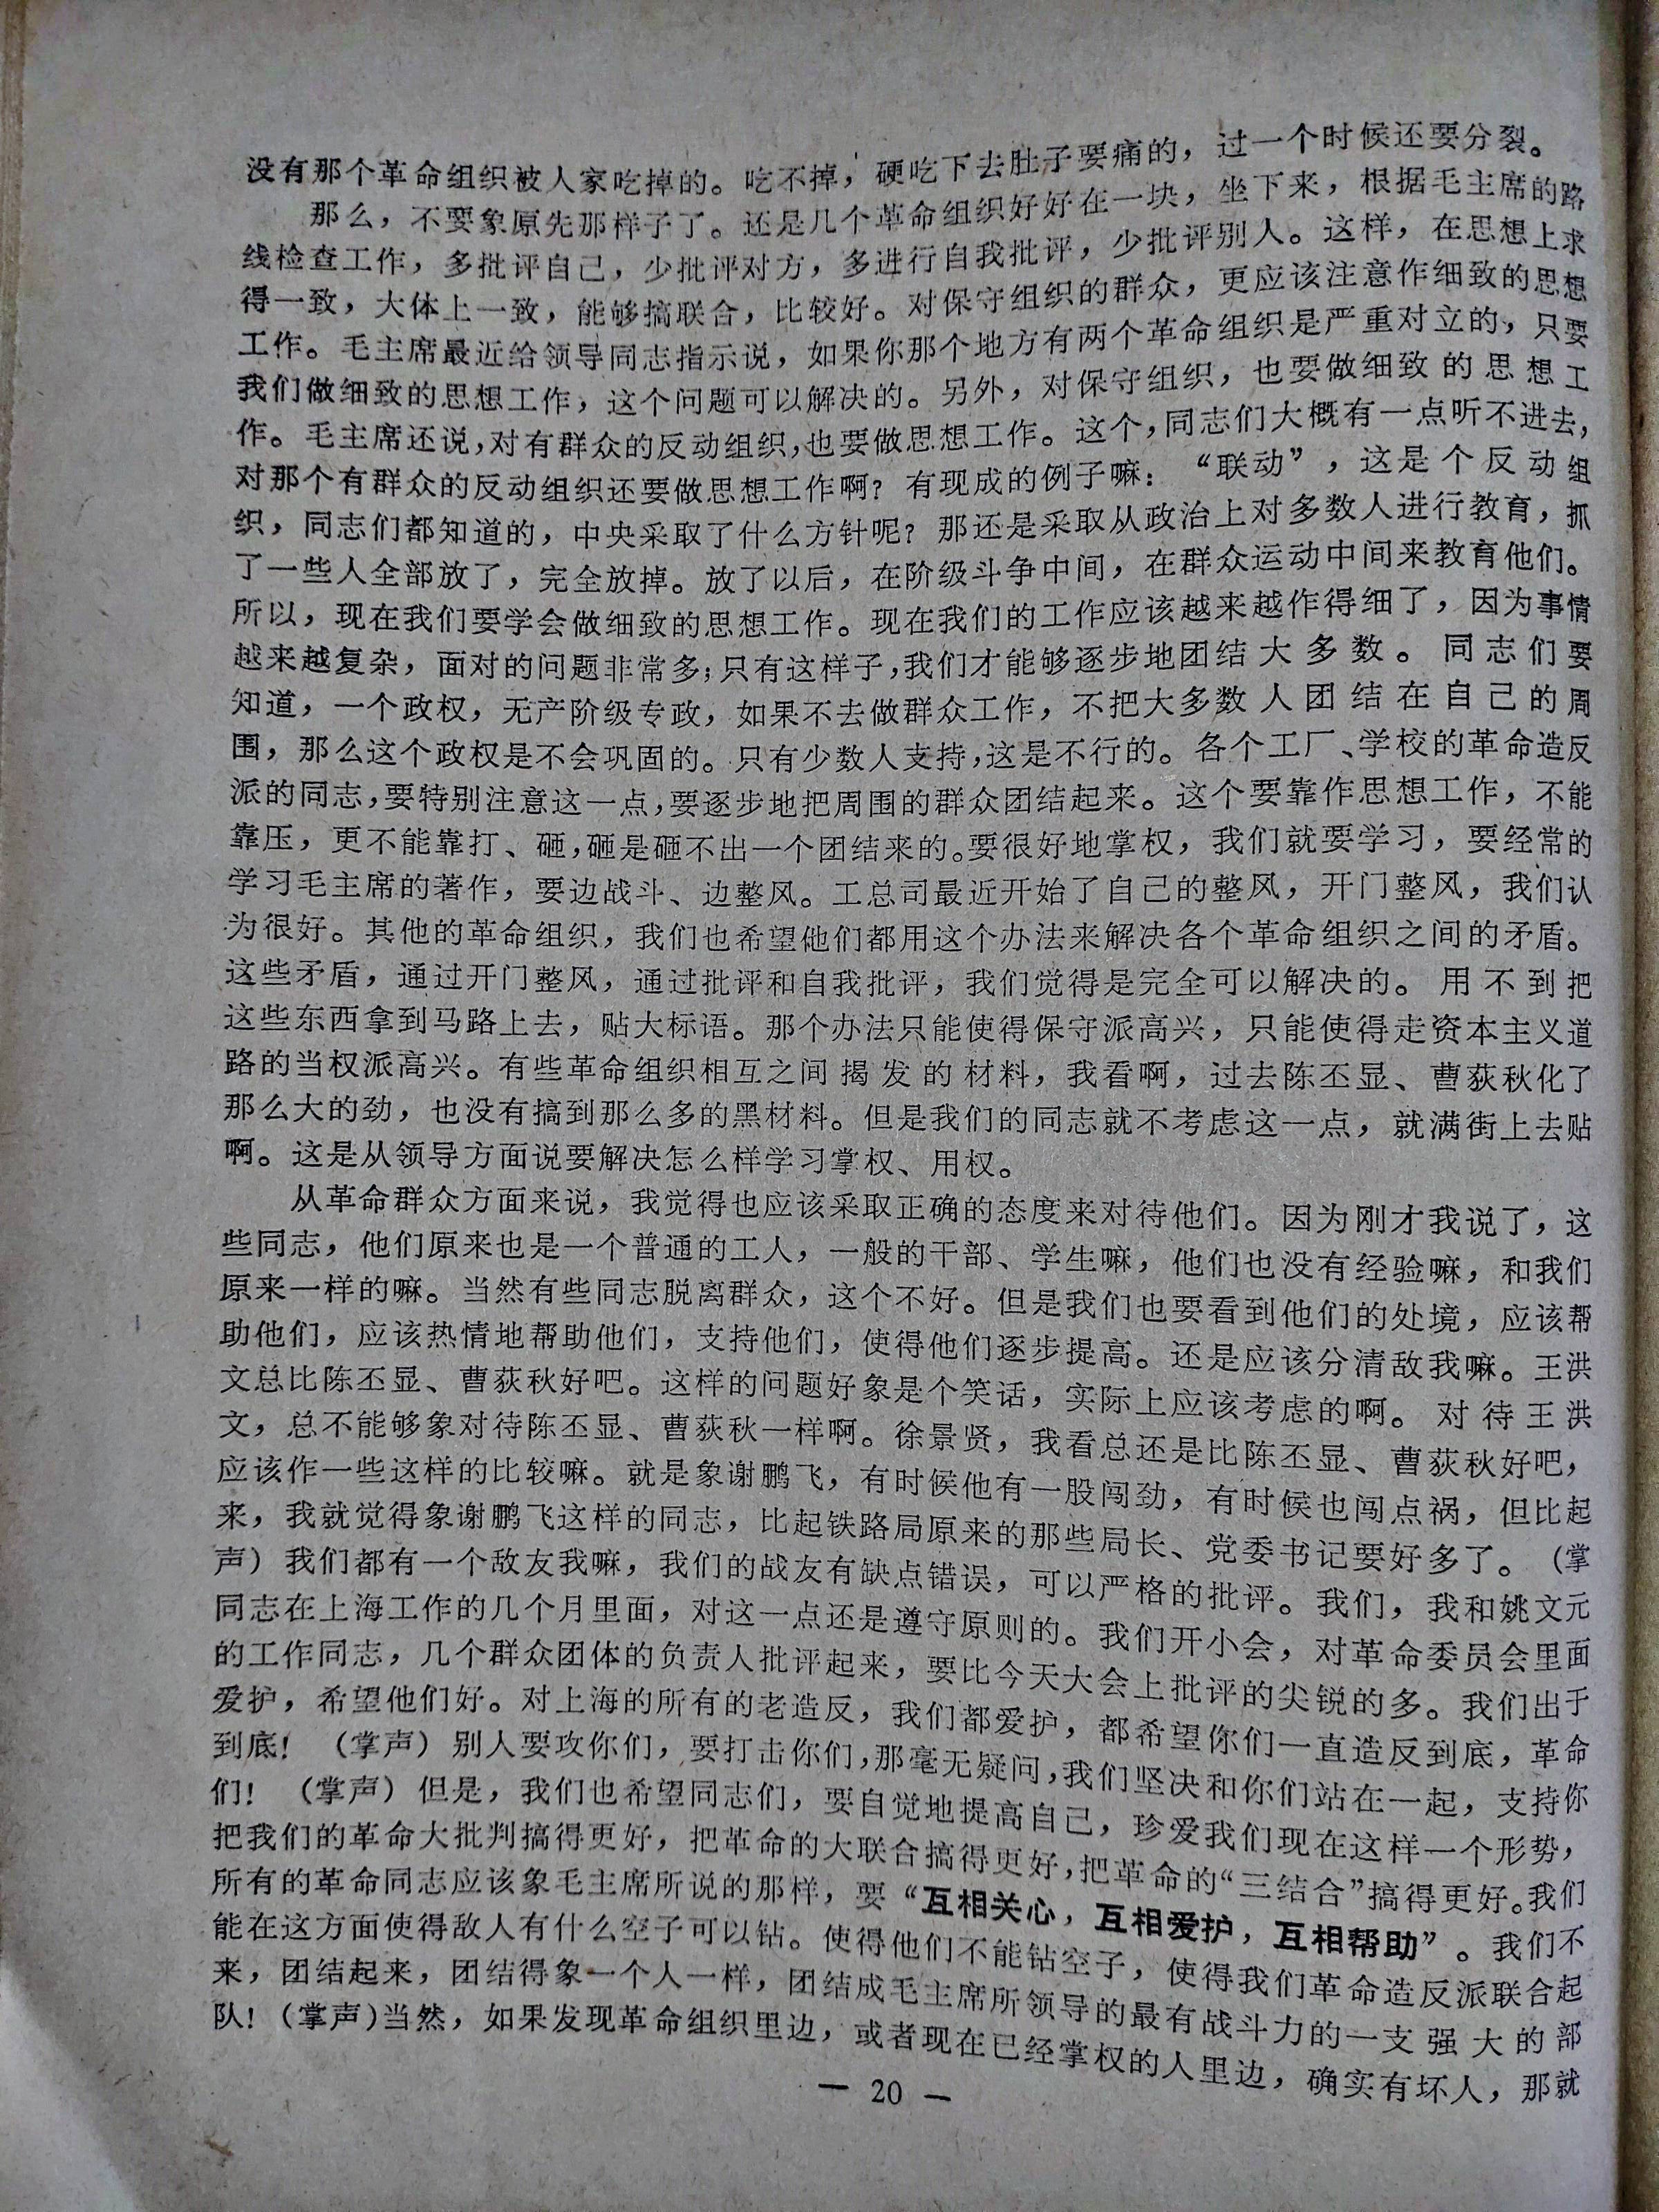 没有那个革命组织被人家吃掉的。吃不掉，硬吃下去肚子要痛的，过一个时候还要分裂。
那么，不要象原先那样子了。还是几个革命组织好好在一块，坐下来，根据毛主席的路
线检查工作，多批评自己，少批评对方，多进行自我批评，少批评别人。这样，在思想上求
得一致，大体上一致，能够搞联合，比较好。对保守组织的群众，更应该注意作细致的思想
工作。毛主席最近给领导同志指示说，如果你那个地方有两个革命组织是严重对立的，只要
我们做细致的思想工作，这个问题可以解决的。另外，对保守组织，也要做细致的思想工
作。毛主席还说，对有群众的反动组织，也要做思想工作。这个，同志们大概有一点听不进去，
对那个有群众的反动组织还要做思想工作啊？有现成的例子嘛：“联动”，这是个反动组
织，同志们都知道的，中央采取了什么方针呢？那还是采取从政治上对多数人进行教育，抓
了一些人全部放了，完全放掉。放了以后，在阶级斗争中间，在群众运动中间来教育他们。
所以，现在我们要学会做细致的思想工作。现在我们的工作应该越来越作得细了，因为事情
越来越复杂，面对的问题非常多；只有这样子，我们才能够逐步地团结大多数。同志们要
知道，一个政权，无产阶级专政，如果不去做群众工作，不把大多数人团结在自己的周
围，那么这个政权是不会巩固的。只有少数人支持，这是不行的。各个工厂、学校的革命造反
派的同志，要特别注意这一点，要逐步地把周围的群众团结起来。这个要靠作思想工作，不能
靠压，更不能靠打、砸，砸是砸不出一个团结来的。要很好地掌权，我们就要学习，要经常的
学习毛主席的著作，要边战斗、边整风。工总司最近开始了自己的整风，开门整风，我们认
为很好。其他的革命组织，我们也希望他们都用这个办法来解决各个革命组织之间的矛盾。
这些矛盾，通过开门整风，通过批评和自我批评，我们觉得是完全可以解决的。用不到把
这些东西拿到马路上去，贴大标语。那个办法只能使得保守派高兴，只能使得走资本主义道
路的当权派高兴。有些革命组织相互之间揭发的材料，我看啊，过去陈丕显、曹荻秋化了
那么大的劲，也没有搞到那么多的黑材料。但是我们的同志就不考虑这一点，就满街上去贴
啊。这是从领导方面说要解决怎么样学习掌权、用权。
从革命群众方面来说，我觉得也应该采取正确的态度来对待他们。因为刚才我说了，这
些同志，他们原来也是一个普通的工人，一般的干部、学生嘛，他们也没有经验嘛，和我们
原来一样的嘛。当然有些同志脱离群众，这个不好。但是我们也要看到他们的处境，应该帮
助他们，应该热情地帮助他们，支持他们，使得他们逐步提高。还是应该分清敌我嘛。王洪
文总比陈丕显、曹荻秋好吧。这样的问题好象是个笑话，实际上应该考虑的啊。对待王洪
文，总不能够象对待陈丕显、曹荻秋一样啊。徐景贤，我看总还是比陈丕显、曹荻秋好吧，
应该作一些这样的比较嘛。就是象谢鹏飞，有时候他有一股闯劲，有时候也闯点祸，但比起
来，我就觉得象谢鹏飞这样的同志，比起铁路局原来的那些局长、党委书记要好多了。（掌
声）我们都有一个敌友我嘛，我们的战友有缺点错误，可以严格的批评。我们，我和姚文元
同志在上海工作的几个月里面，对这一点还是遵守原则的。我们开小会，对革命委员会里面
的工作同志，几个群众团体的负责人批评起来，要比今天大会上批评的尖锐的多。我们出于
爱护，希望他们好。对上海的所有的老造反，我们都爱护，都希望你们一直造反到底，革命
到底！（掌声）别人要攻你们，要打击你们，那毫无疑问，我们坚决和你们站在一起，支持你
们！（掌声）但是，我们也希望同志们，要自觉地提高自己，珍爱我们现在这样一个形势，
把我们的革命大批判搞得更好，把革命的大联合搞得更好，把革命的“三结合”搞得更好。我们
所有的革命同志应该象毛主席所说的那样，要“互相关心，互相爱护，互相帮助”。我们不
能在这方面使得敌人有什么空子可以钻。使得他们不能钻空子，使得我们革命造反派联合起
来，团结起来，团结得象一个人一样，团结成毛主席所领导的最有战斗力的一支强大的部
队！（掌声）当然，如果发现革命组织里边，或者现在已经掌权的人里边，确实有坏人，那就
— 20 —